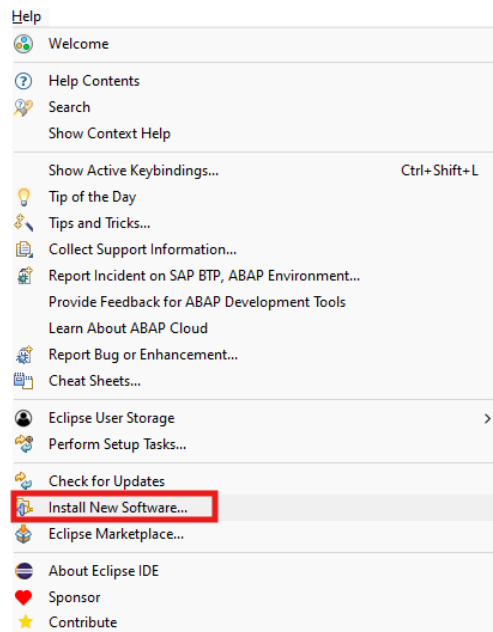 Help
Welcome
Help Contents
Search
Show Context Help
Show Active Keybindings... Ctrl+Shift+L
Tip of the Day
Tips and Tricks...
Collect Support Information...
Report Incident on SAP BTP, ABAP Environment...
Provide Feedback for ABAP Development Tools
Learn About ABAP Cloud
Report Bug or Enhancement...
Cheat Sheets...
Eclipse User Storage
Perform Setup Tasks...
Check for Updates
Install New Software...
Eclipse Marketplace...
About Eclipse IDE
Sponsor
Contribute